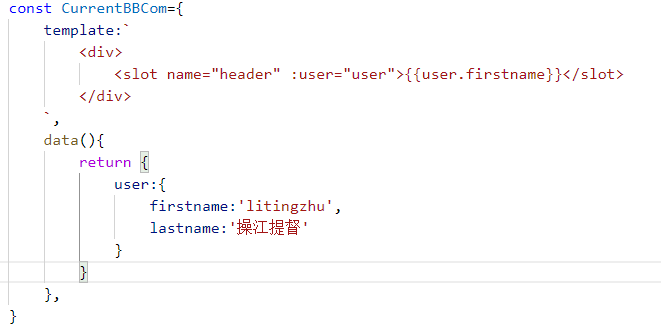 const CurrentBBCom={
    template:`
        <div>
            <slot name="header" :user="user">{{user.firstname}}</slot>
        </div>
    `,
    data(){
        return {
            user:{
                firstname:'litingzhu',
                lastname:'操江提督'
            }
        }
    },
}